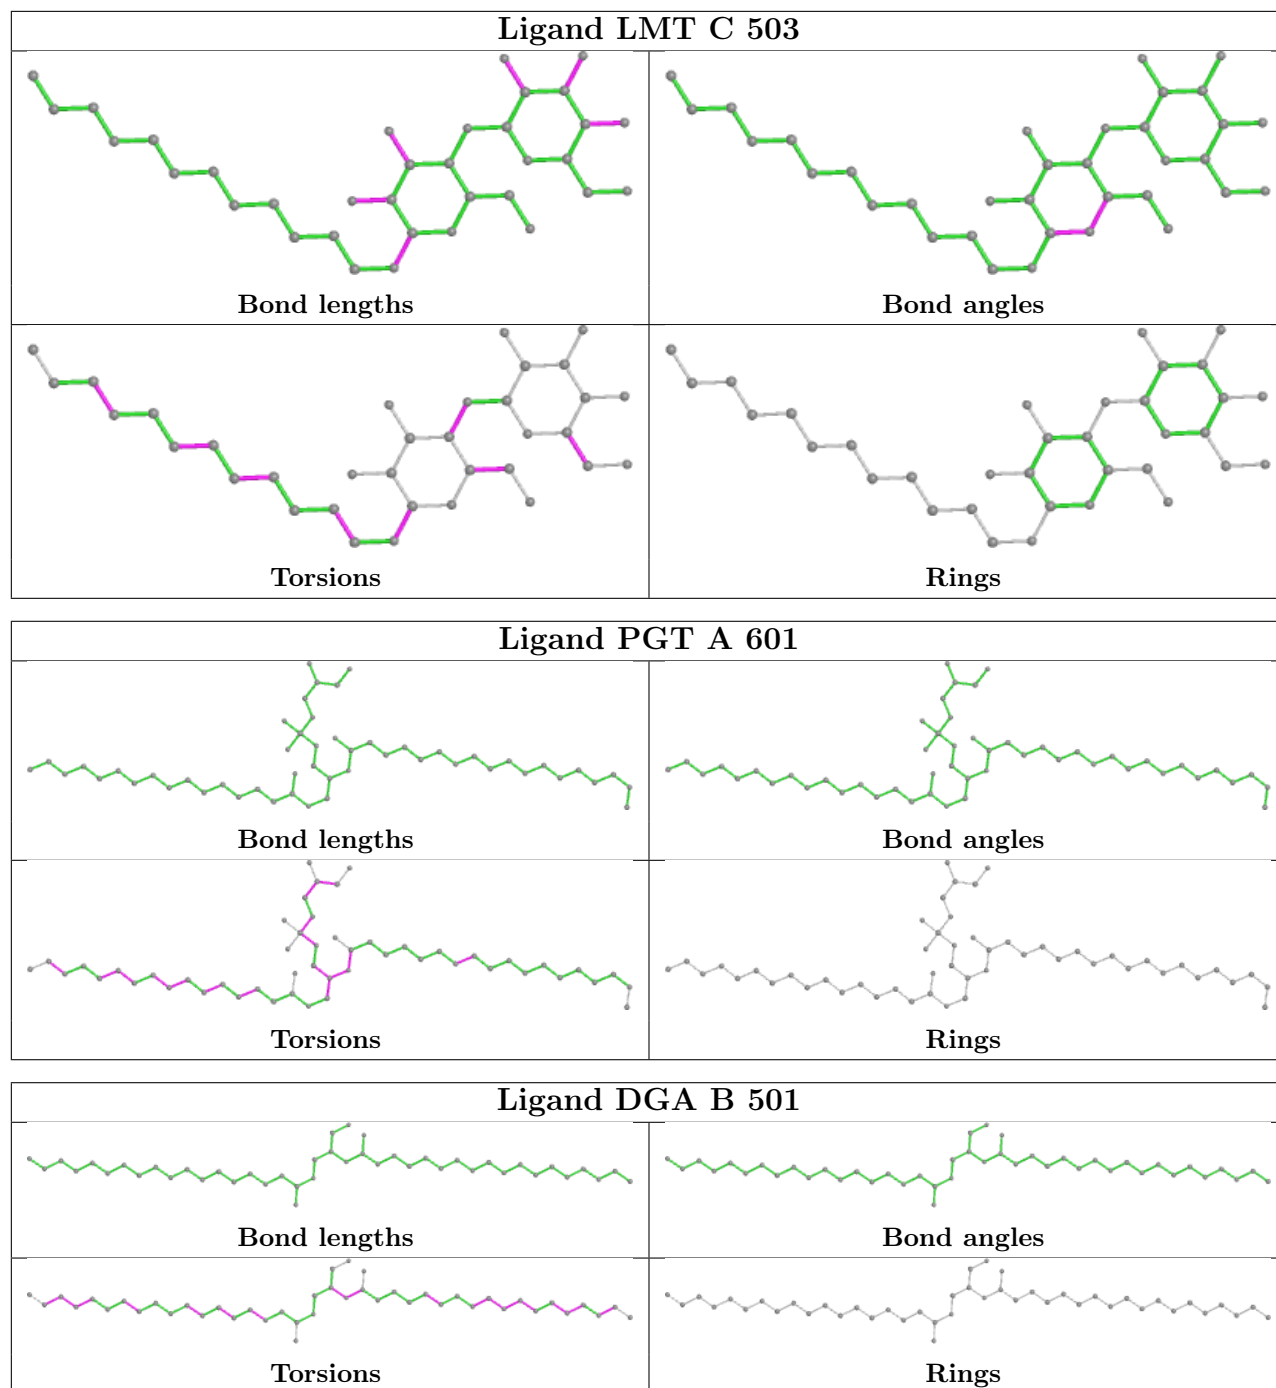 Ligand LMT C 503
Bond lengths
Bond angles
Torsions
Rings
Ligand PGT A 601
Bond lengths
Bond angles
Torsions
Rings
Ligand DGA B 501
Bond lengths
Bond angles
Torsions
Rings